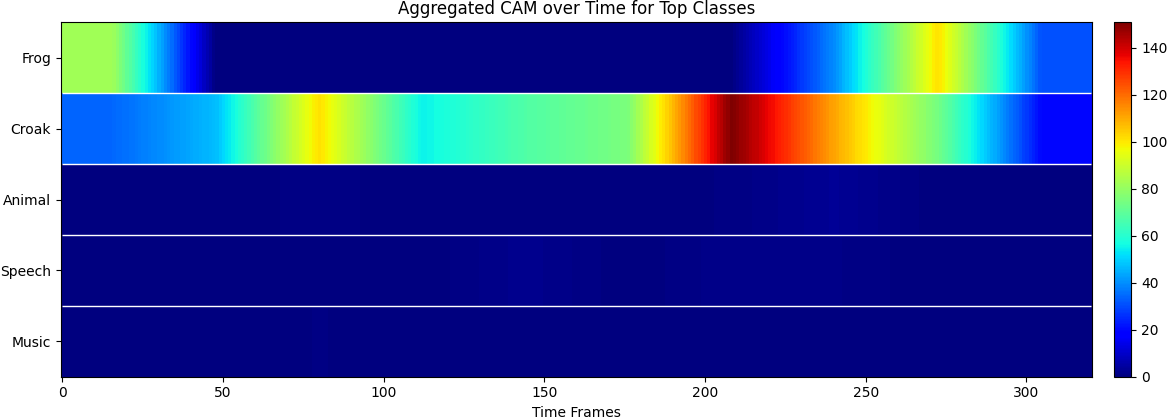 Aggregated CAM over Time for Top Classes
Frog
Croak
Animal
Speech
Music
0 50 100 150 200 250 300
Time Frames
140
120
100
80
60
40
20
0